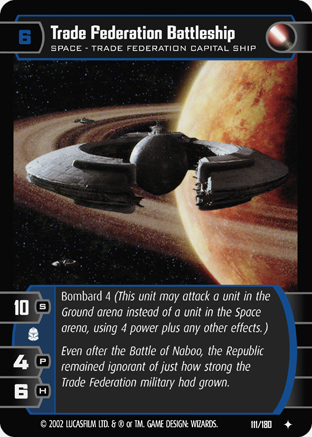 6 Trade Federation Battleship
SPACE - TRADE FEDERATION CAPITAL SHIP
10 S
Bombard 4 (This unit may attack a unit in the
Ground arena instead of a unit in the Space
arena, using 4 power plus any other effects.)
4 P
6 H
Even after the Battle of Naboo, the Republic
remained ignorant of just how strong the
Trade Federation military had grown.
© 2002 LUCASFILM LTD. & ® or TM. GAME DESIGN: WIZARDS. 111/180